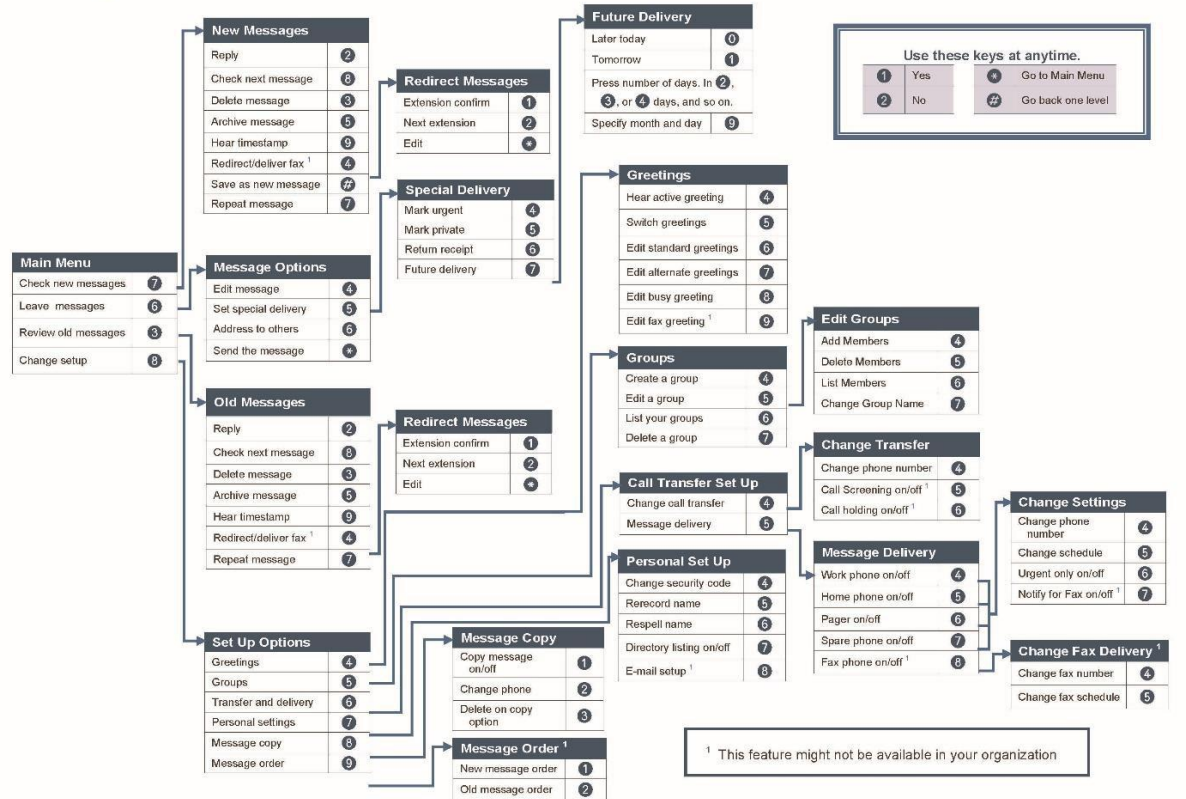 Main Menu
Check new messages 7
Leave messages 6
Review old messages 3
Change setup 8
New Messages
Reply 2
Check next message 8
Delete message 3
Archive message 5
Hear timestamp 9
Redirect/deliver fax 1 4
Save as new message #
Repeat message 7
Redirect Messages
Extension confirm 1
Next extension 2
Edit *
Message Options
Edit message 4
Set special delivery 5
Address to others 6
Send the message *
Special Delivery
Mark urgent 4
Mark private 5
Return receipt 6
Future delivery 7
Future Delivery
Later today 0
Tomorrow 1
Press number of days. In 2,
3, or 4 days, and so on.
Specify month and day 9
Use these keys at anytime.
1 Yes * Go to Main Menu
2 No # Go back one level
Old Messages
Reply 2
Check next message 8
Delete message 3
Archive message 5
Hear timestamp 9
Redirect/deliver fax 1 4
Repeat message 7
Redirect Messages
Extension confirm 1
Next extension 2
Edit *
Set Up Options
Greetings 4
Groups 5
Transfer and delivery 6
Personal settings 7
Message copy 8
Message order 9
Greetings
Hear active greeting 4
Switch greetings 5
Edit standard greetings 6
Edit alternate greetings 7
Edit busy greeting 8
Edit fax greeting 1 9
Groups
Create a group 4
Edit a group 5
List your groups 6
Delete a group 7
Edit Groups
Add Members 4
Delete Members 5
List Members 6
Change Group Name 7
Call Transfer Set Up
Change call transfer 4
Message delivery 5
Change Transfer
Change phone number 4
Call Screening on/off 1 5
Call holding on/off 1 6
Message Delivery
Work phone on/off 4
Home phone on/off 5
Pager on/off 6
Spare phone on/off 7
Fax phone on/off 1 8
Change Settings
Change phone
number 4
Change schedule 5
Urgent only on/off 6
Notify for Fax on/off 1 7
Change Fax Delivery 1
Change fax number 4
Change fax schedule 5
Personal Set Up
Change security code 4
Rerecord name 5
Respell name 6
Directory listing on/off 7
E-mail setup 1 8
Message Copy
Copy message
on/off 1
Change phone 2
Delete on copy
option 3
Message Order 1
New message order 1
Old message order 2
1 This feature might not be available in your organization